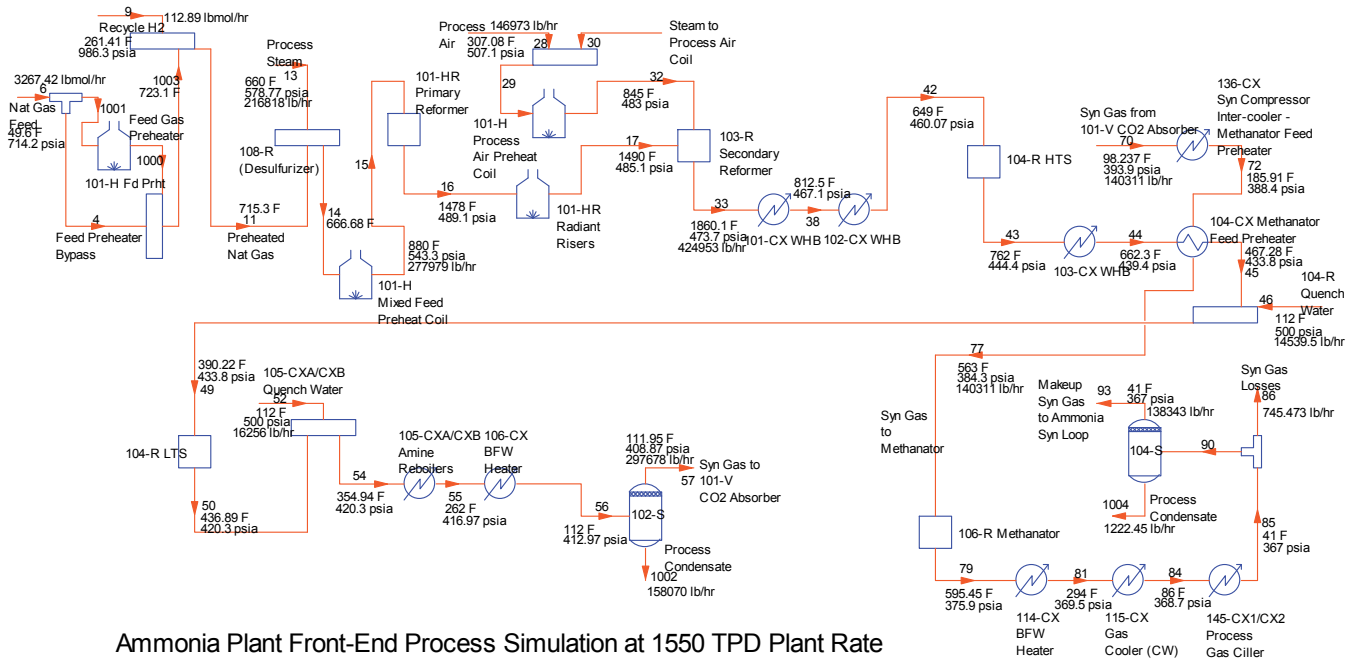 9
112.89 lbmol/hr
Recycle H2
261.41 F
986.3 psia
3267.42 lbmol/hr
6
Nat Gas
Feed
49.6 F
714.2 psia
1001
Feed Gas
Preheater
1000
101-H Fd Prht
1003
723.1 F
4
Feed Preheater
Bypass
715.3 F
11
Preheated
Nat Gas
Process
Steam
13
660 F
578.77 psia
216818 lb/hr
108-R
(Desulfurizer)
14
666.68 F
101-H
Mixed Feed
Preheat Coil
15
880 F
543.3 psia
277979 lb/hr
101-HR
Primary
Reformer
16
1478 F
489.1 psia
Process
Air
146973 lb/hr
307.08 F
507.1 psia
28
30
Steam to
Process Air
Coil
29
101-H
Process
Air Preheat
Coil
32
845 F
483 psia
17
1490 F
485.1 psia
101-HR
Radiant
Risers
103-R
Secondary
Reformer
33
1860.1 F
473.7 psia
424953 lb/hr
101-CX WHB
812.5 F
467.1 psia
38
102-CX WHB
42
649 F
460.07 psia
104-R HTS
43
762 F
444.4 psia
103-CX WHB
44
662.3 F
439.4 psia
Syn Gas from
101-V CO2 Absorber
70
98.237 F
393.9 psia
140311 lb/hr
136-CX
Syn Compressor
Inter-cooler -
Methanator Feed
Preheater
72
185.91 F
388.4 psia
104-CX Methanator
Feed Preheater
467.28 F
433.8 psia
45
104-R
Quench
Water
46
112 F
500 psia
14539.5 lb/hr
390.22 F
433.8 psia
49
104-R LTS
50
436.89 F
420.3 psia
105-CXA/CXB
Quench Water
52
112 F
500 psia
16256 lb/hr
54
354.94 F
420.3 psia
105-CXA/CXB
Amine
Reboilers
55
262 F
416.97 psia
106-CX
BFW
Heater
56
112 F
412.97 psia
111.95 F
408.87 psia
297678 lb/hr
102-S
Syn Gas to
57
101-V
CO2 Absorber
Process
Condensate
1002
158070 lb/hr
77
563 F
384.3 psia
140311 lb/hr
Syn Gas
to
Methanator
106-R Methanator
79
595.45 F
375.9 psia
114-CX
BFW
Heater
81
294 F
369.5 psia
115-CX
Gas
Cooler (CW)
84
86 F
368.7 psia
145-CX1/CX2
Process
Gas Ciller
85
41 F
367 psia
Syn Gas
Losses
86
745.473 lb/hr
90
104-S
Makeup
Syn Gas
to Ammonia
Syn Loop
93
41 F
367 psia
138343 lb/hr
1004
Process
Condensate
1222.45 lb/hr
Ammonia Plant Front-End Process Simulation at 1550 TPD Plant Rate